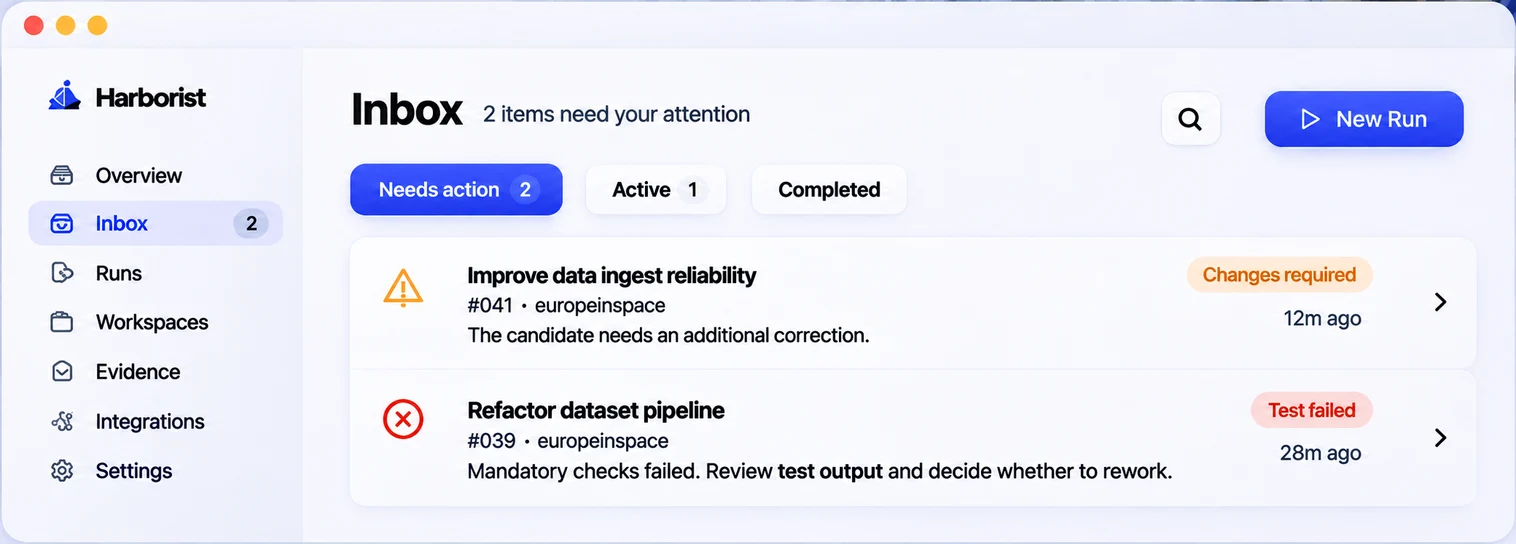 Harborist
Overview
Inbox 2
Runs
Workspaces
Evidence
Integrations
Settings
Inbox 2 items need your attention
New Run
Needs action 2
Active 1
Completed
Improve data ingest reliability
Changes required
#041 • europeinspace
12m ago
The candidate needs an additional correction.
Refactor dataset pipeline
Test failed
#039 • europeinspace
28m ago
Mandatory checks failed. Review test output and decide whether to rework.